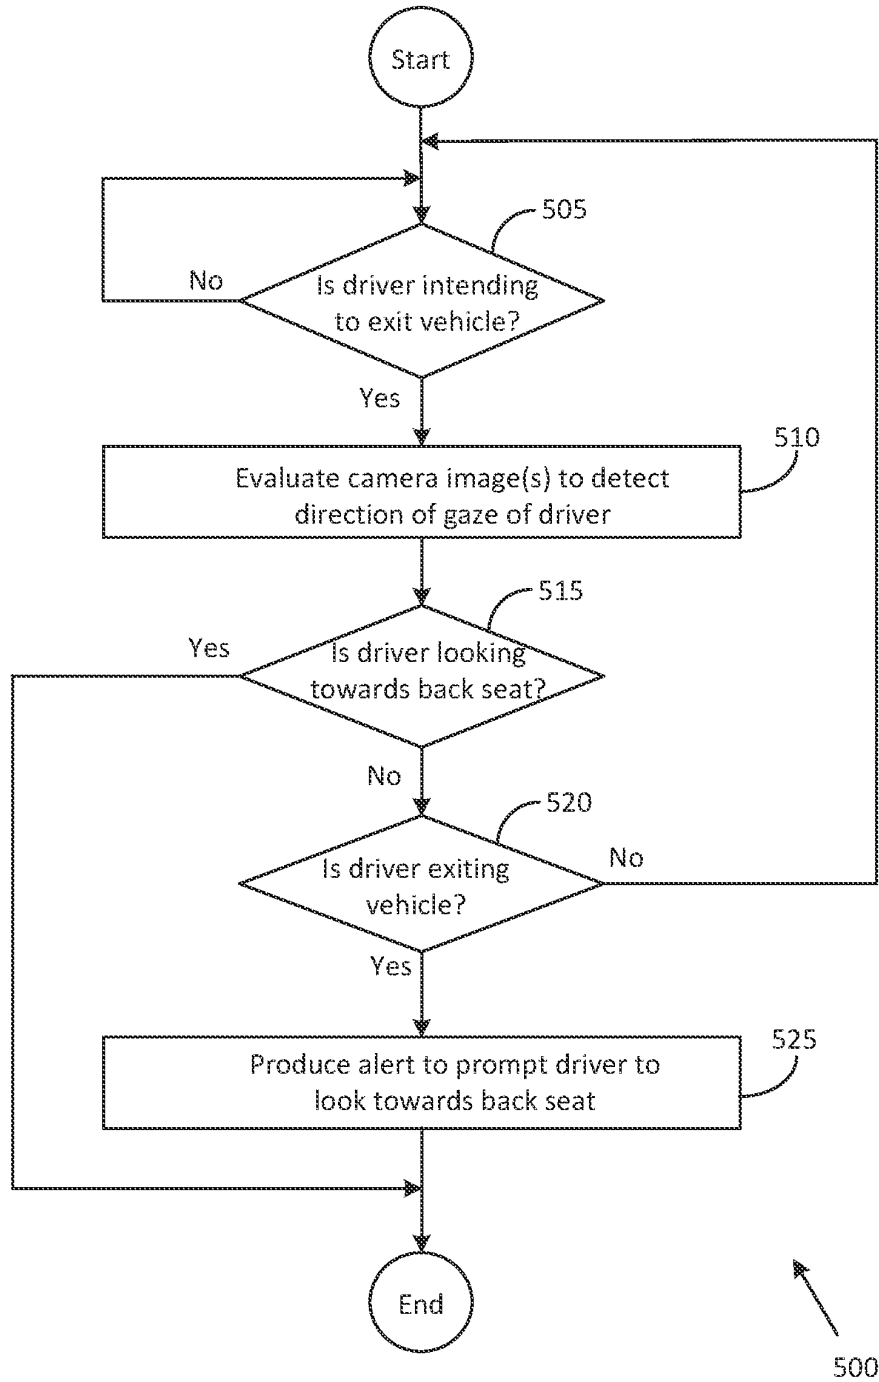 Start
505
No
Is driver intending
to exit vehicle?
Yes
510
Evaluate camera image(s) to detect
direction of gaze of driver
515
Yes
Is driver looking
towards back seat?
No
520
Is driver exiting
vehicle?
No
Yes
525
Produce alert to prompt driver to
look towards back seat
End
500